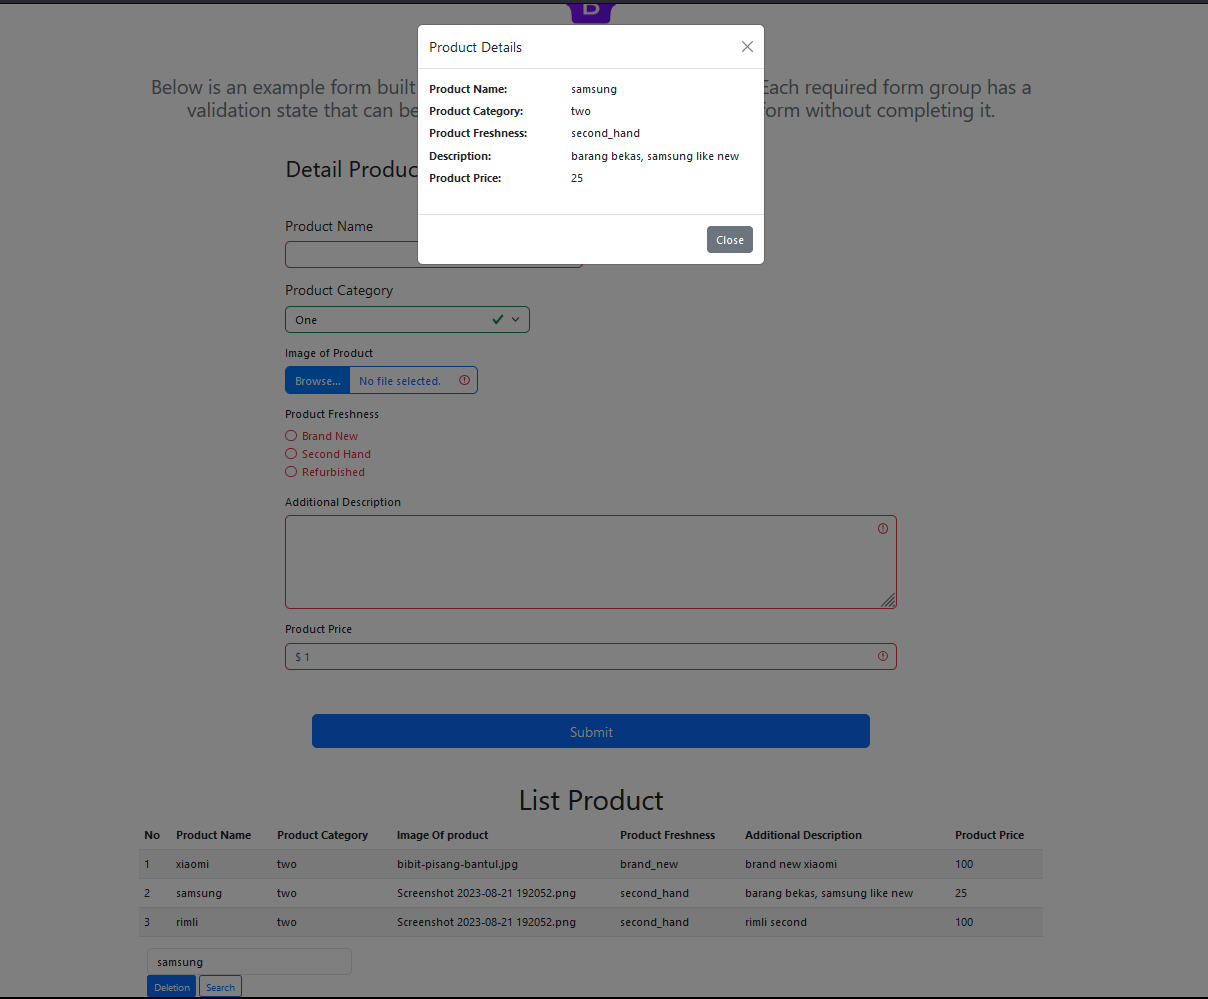 B
Product Details
Below is an example form built
Each required form group has a
validation state that can be
form without completing it.
Product Name: samsung
Product Category: two
Product Freshness: second_hand
Description: barang bekas, samsung like new
Product Price: 25
Close
Detail Produc
Product Name
Product Category
One
Image of Product
Browse... No file selected.
Product Freshness
Brand New
Second Hand
Refurbished
Additional Description
Product Price
$ 1
Submit
List Product
No Product Name Product Category Image Of product Product Freshness Additional Description Product Price
1 xiaomi two bibit-pisang-bantul.jpg brand_new brand new xiaomi 100
2 samsung two Screenshot 2023-08-21 192052.png second_hand barang bekas, samsung like new 25
3 rimli two Screenshot 2023-08-21 192052.png second_hand rimli second 100
samsung
Deletion Search